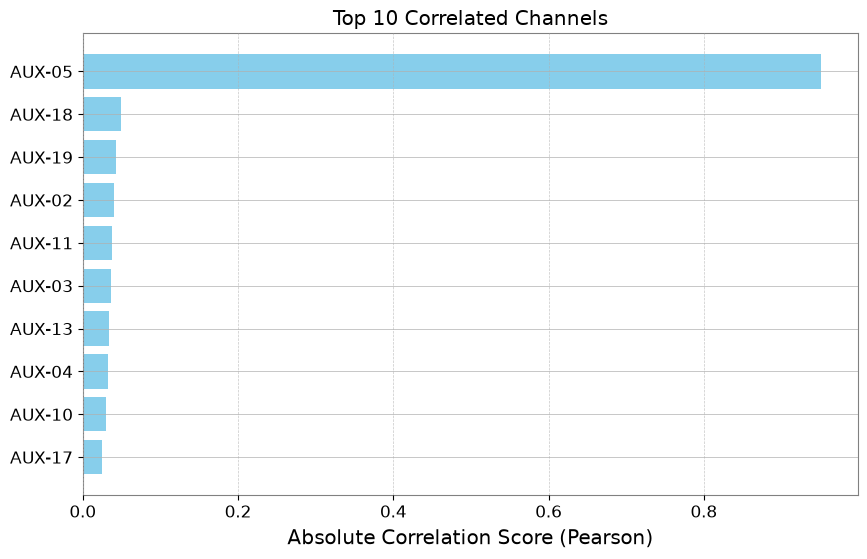 Top 10 Correlated Channels
AUX-05
AUX-18
AUX-19
AUX-02
AUX-11
AUX-03
AUX-13
AUX-04
AUX-10
AUX-17
0.0 0.2 0.4 0.6 0.8
Absolute Correlation Score (Pearson)